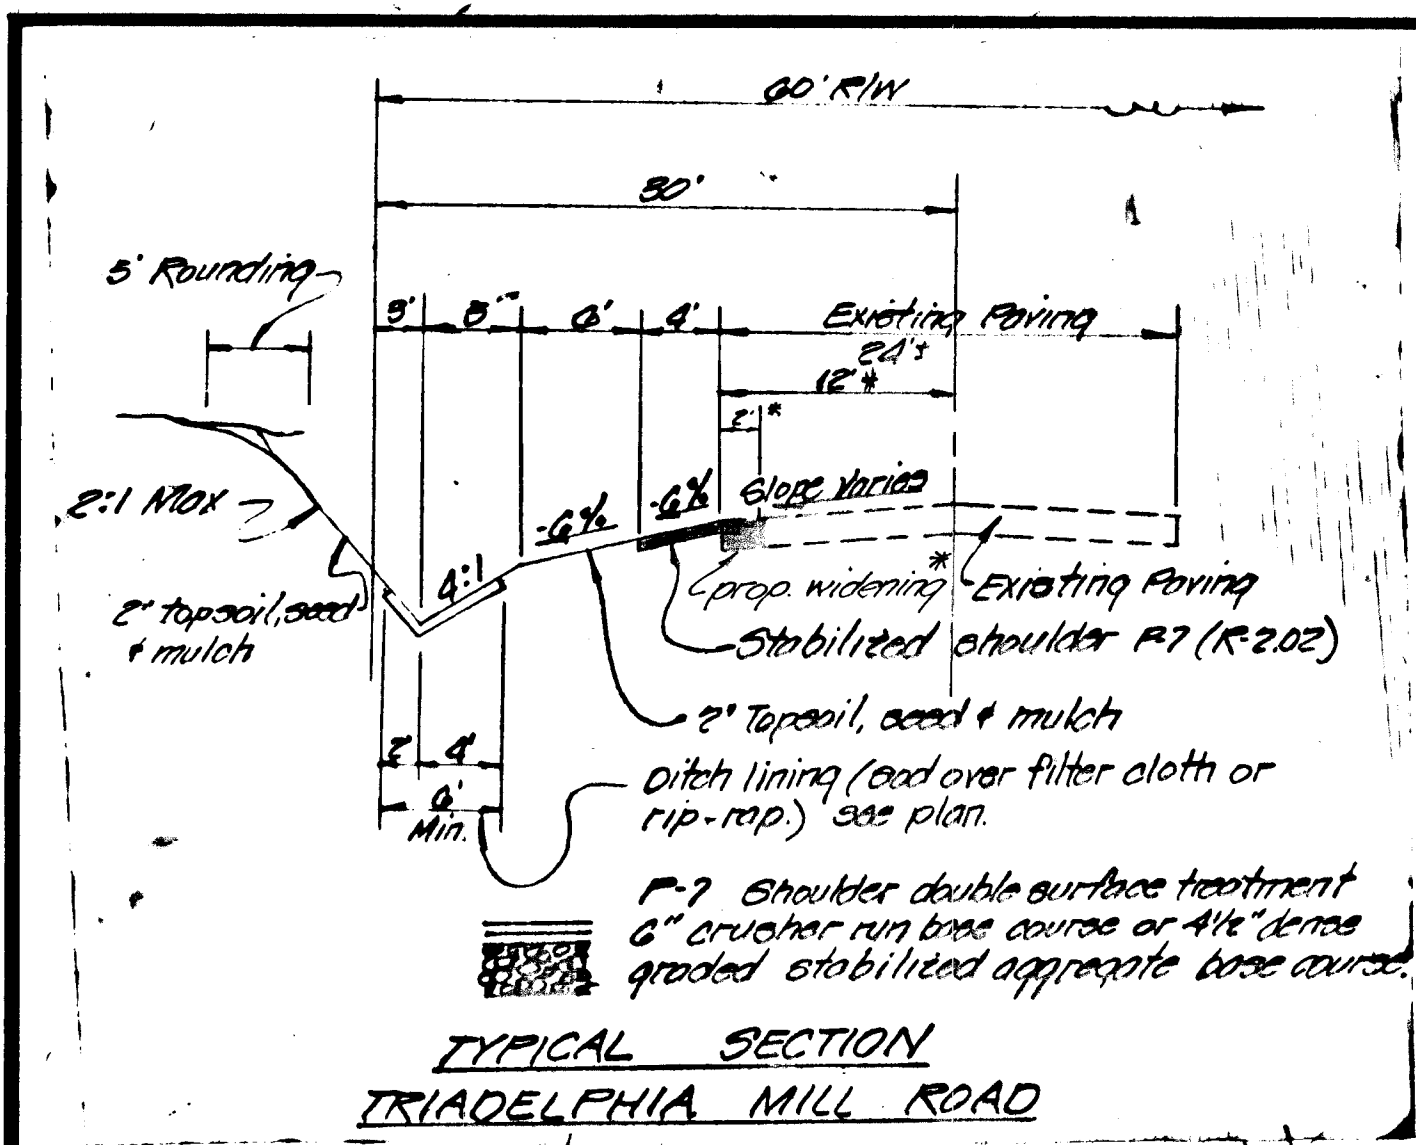 60' R/W
30'
5' Rounding
3' 5' 6' 4' Existing Paving
24'±
12' *
2' *
2:1 Max
-6% -6% Slope varies
4:1
prop. widening * Existing Paving
2" topsoil, seed
& mulch
Stabilized shoulder P-7 (R-2.02)
2" Topsoil, seed & mulch
2' 4'
6'
Min.
Ditch lining (sod over filter cloth or
rip-rap.) see plan.
P-7 Shoulder double surface treatment
6" crusher run base course or 4½" dense
graded stabilized aggregate base course.
TYPICAL SECTION
TRIADELPHIA MILL ROAD